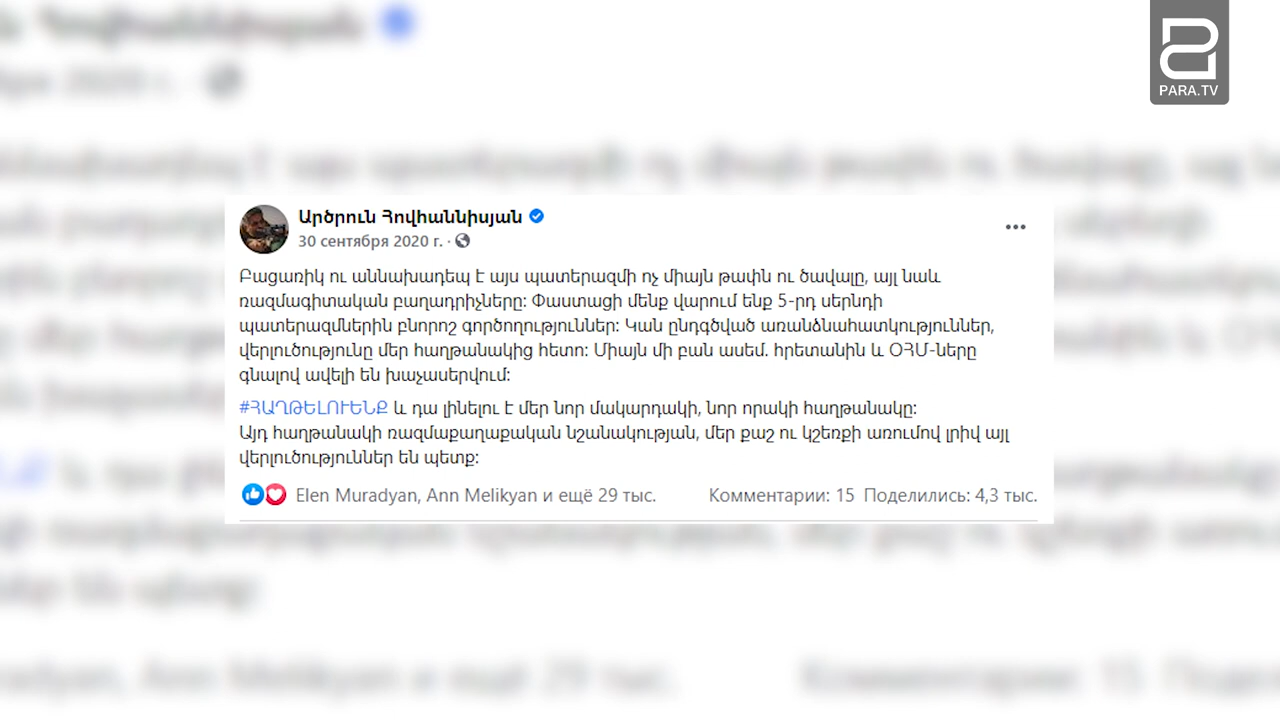 PARA.TV
Արծրուն Հովհաննիսյան
30 сентября 2020 г. ·
Բացառիկ ու աննախադեպ է այս պատերազմի ոչ միայն թափն ու ծավալը, այլ նաև
ռազմագիտական բաղադրիչները: Փաստացի մենք վարում ենք 5-րդ սերնդի
պատերազմներին բնորոշ գործողություններ: Կան ընդգծված առանձնահատկություններ,
վերլուծությունը մեր հաղթանակից հետո: Միայն մի բան ասեմ. հրետանին և ՕՀՄ-ները
գնալով ավելի են խաչասերվում:
#ՀԱՂԹԵԼՈՒԵՆՔ և դա լինելու է մեր նոր մակարդակի, նոր որակի հաղթանակը:
Այդ հաղթանակի ռազմաքաղաքական նշանակության, մեր քաշ ու կշեռքի առումով լրիվ այլ
վերլուծություններ են պետք:
Elen Muradyan, Ann Melikyan и ещё 29 тыс. Комментарии: 15 Поделились: 4,3 тыс.